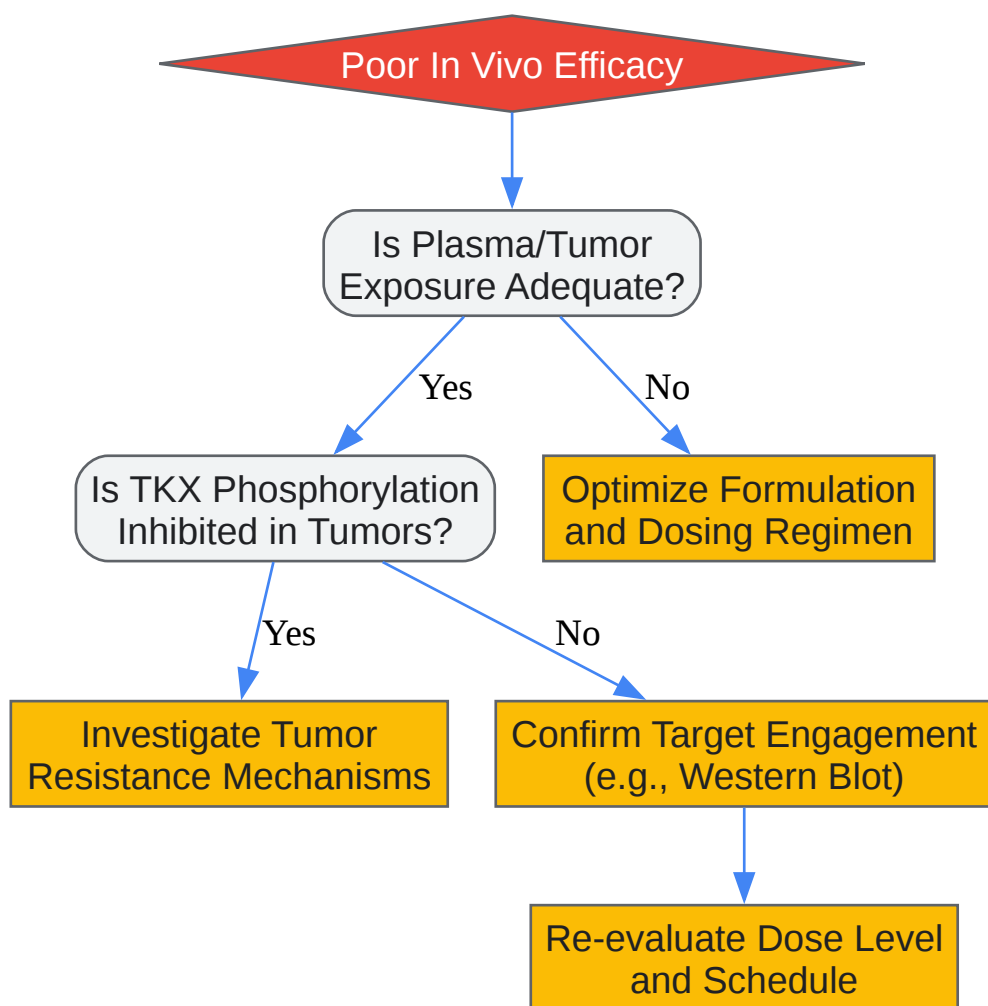 Poor In Vivo Efficacy
Is Plasma/Tumor
Exposure Adequate?
Yes
No
Is TKX Phosphorylation
Inhibited in Tumors?
Optimize Formulation
and Dosing Regimen
Yes
No
Investigate Tumor
Resistance Mechanisms
Confirm Target Engagement
(e.g., Western Blot)
Re-evaluate Dose Level
and Schedule